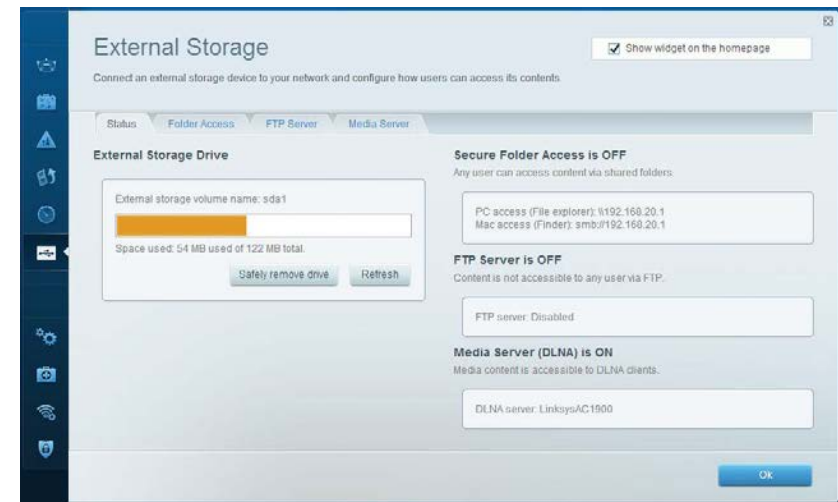 External Storage
Show widget on the homepage
Connect an external storage device to your network and configure how users can access its contents.
Status
Folder Access
FTP Server
Media Server
External Storage Drive
External storage volume name: sda1
Space used: 54 MB used of 122 MB total.
Safely remove drive
Refresh
Secure Folder Access is OFF
Any user can access content via shared folders.
PC access (File explorer): \\192.168.20.1
Mac access (Finder): smb://192.168.20.1
FTP Server is OFF
Content is not accessible to any user via FTP.
FTP server: Disabled
Media Server (DLNA) is ON
Media content is accessible to DLNA clients.
DLNA server: LinksysAC1900
Ok